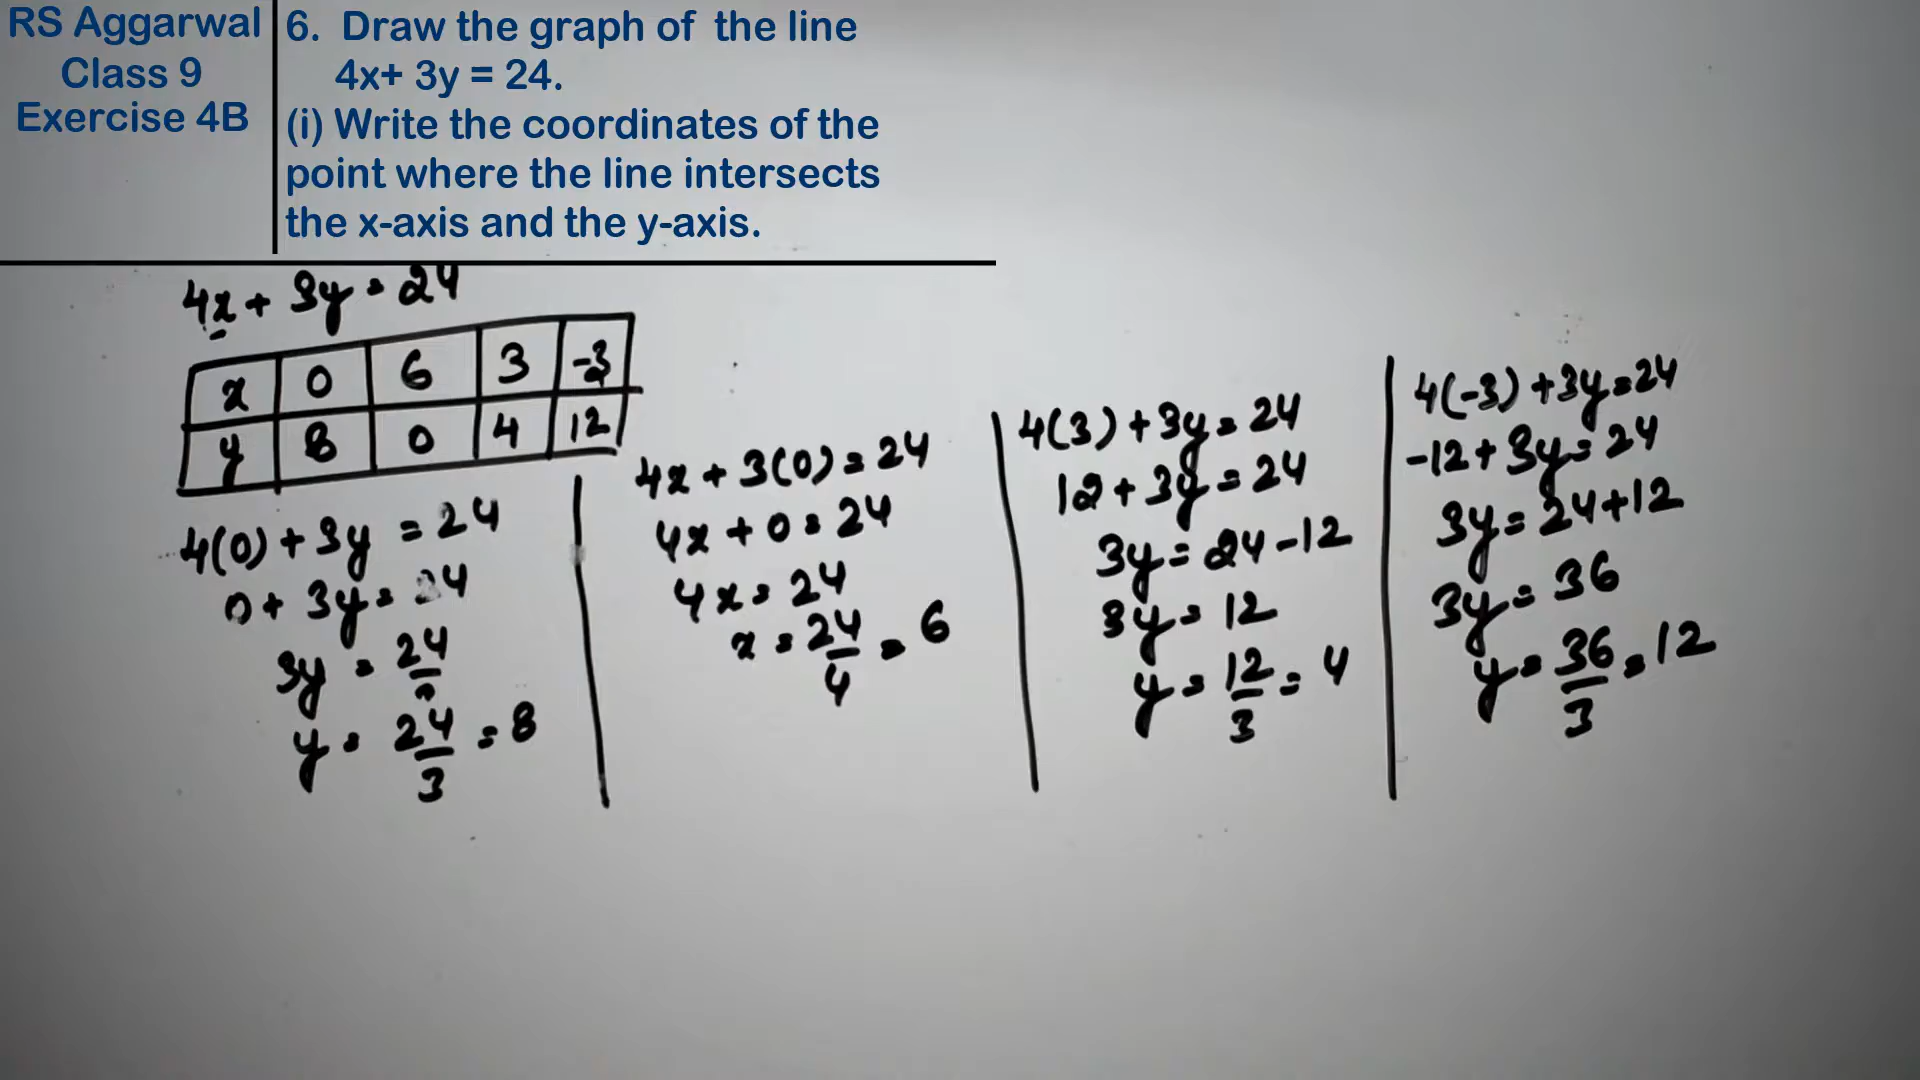 RS Aggarwal
Class 9
Exercise 4B
6. Draw the graph of the line
4x+ 3y = 24.
(i) Write the coordinates of the
point where the line intersects
the x-axis and the y-axis.
4x + 3y = 24
x 0 6 3 -3
y 8 0 4 12
4(0) + 3y = 24
0 + 3y = 24
3y = 24
y = 24/3 = 8
4x + 3(0) = 24
4x + 0 = 24
4x = 24
x = 24/4 = 6
4(3) + 3y = 24
12 + 3y = 24
3y = 24 - 12
3y = 12
y = 12/3 = 4
4(-3) + 3y = 24
-12 + 3y = 24
3y = 24 + 12
3y = 36
y = 36/3 = 12